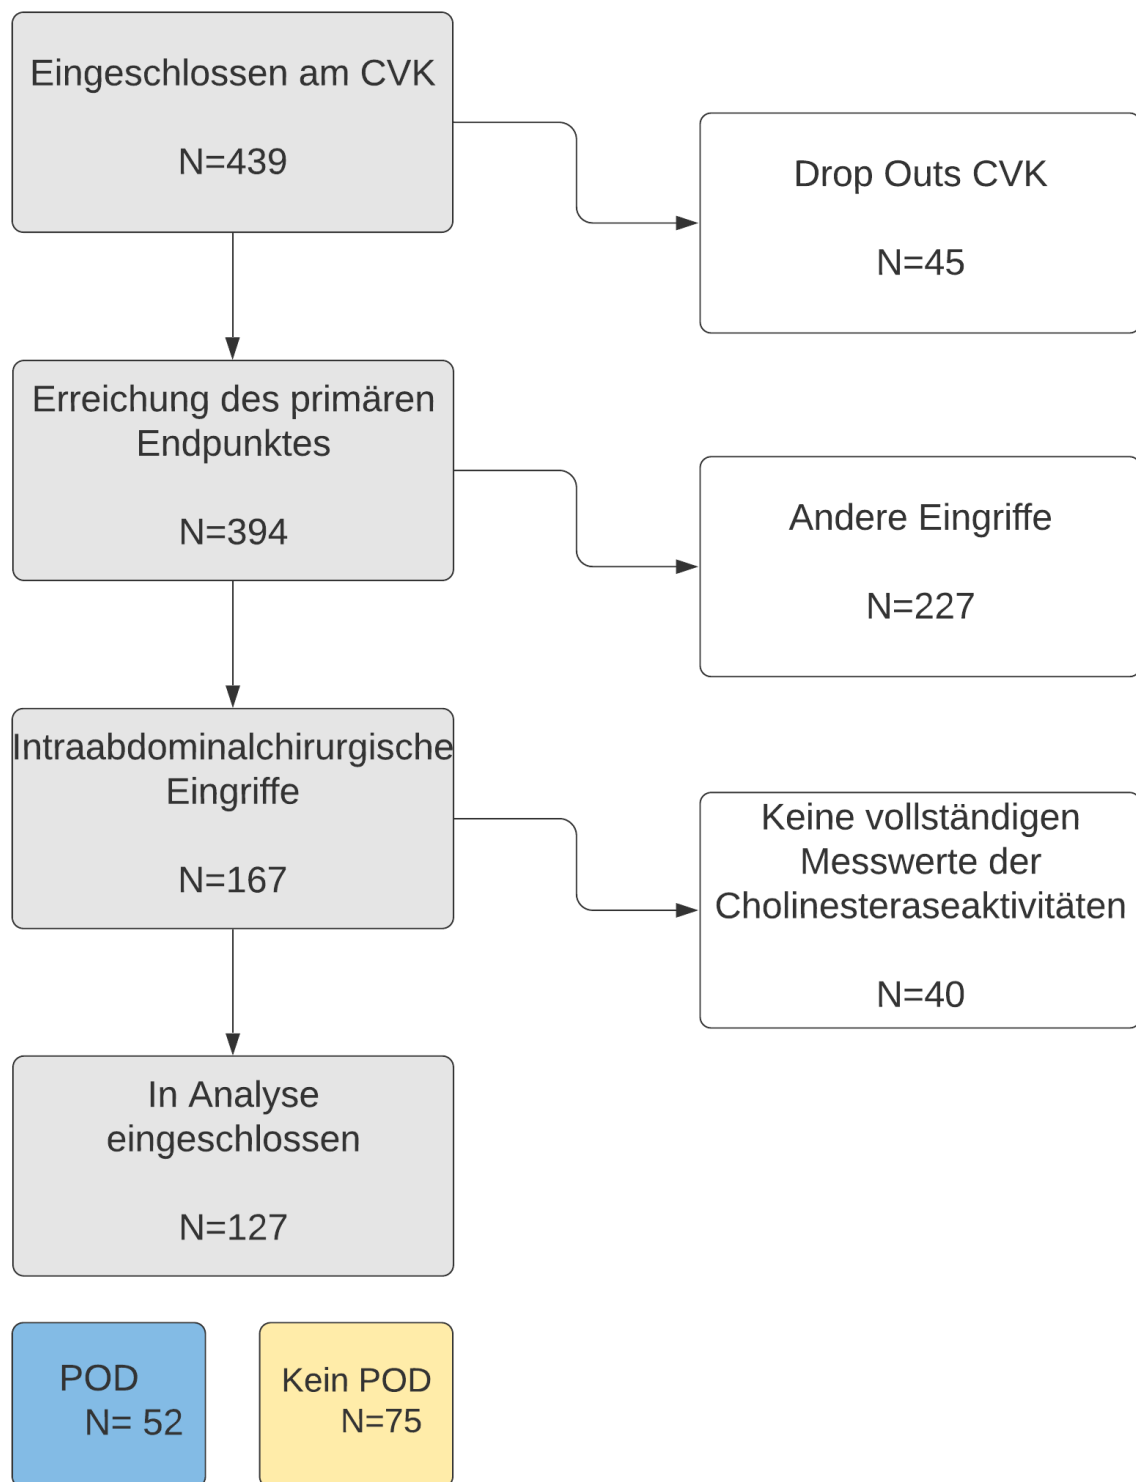 Eingeschlossen am CVK
N=439
Drop Outs CVK
N=45
Erreichung des primären
Endpunktes
N=394
Andere Eingriffe
N=227
Intraabdominalchirurgische
Eingriffe
N=167
Keine vollständigen
Messwerte der
Cholinesteraseaktivitäten
N=40
In Analyse
eingeschlossen
N=127
POD
N= 52
Kein POD
N=75